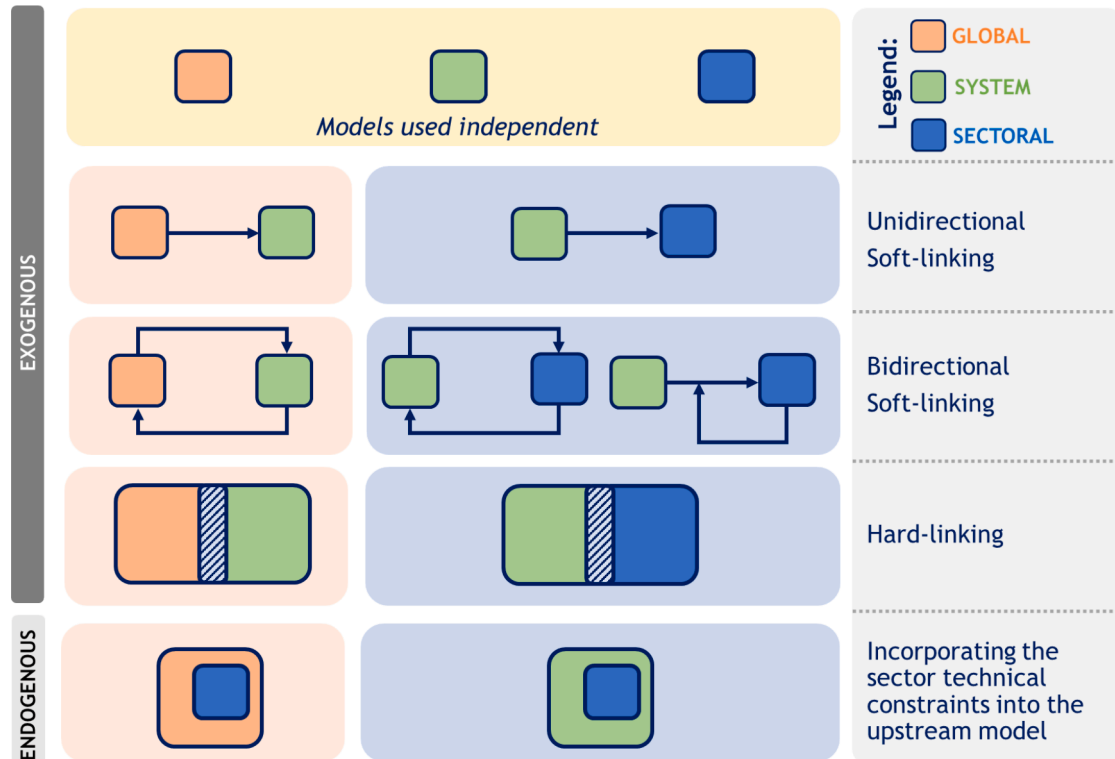 EXOGENOUS
ENDOGENOUS
Models used independent
Legend:
GLOBAL
SYSTEM
SECTORAL
Unidirectional
Soft-linking
Bidirectional
Soft-linking
Hard-linking
Incorporating the
sector technical
constraints into the
upstream model